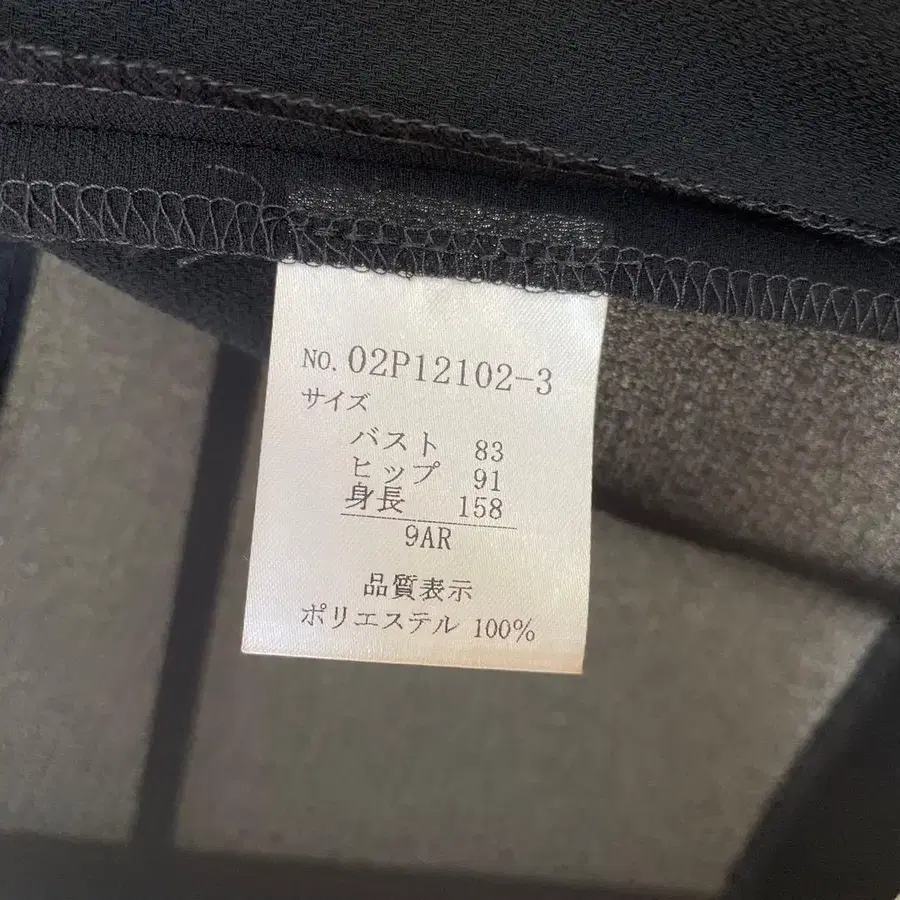 NO. 02P12102-3
サイズ
バスト 83
ヒップ 91
身長 158
9AR
品質表示
ポリエステル 100%